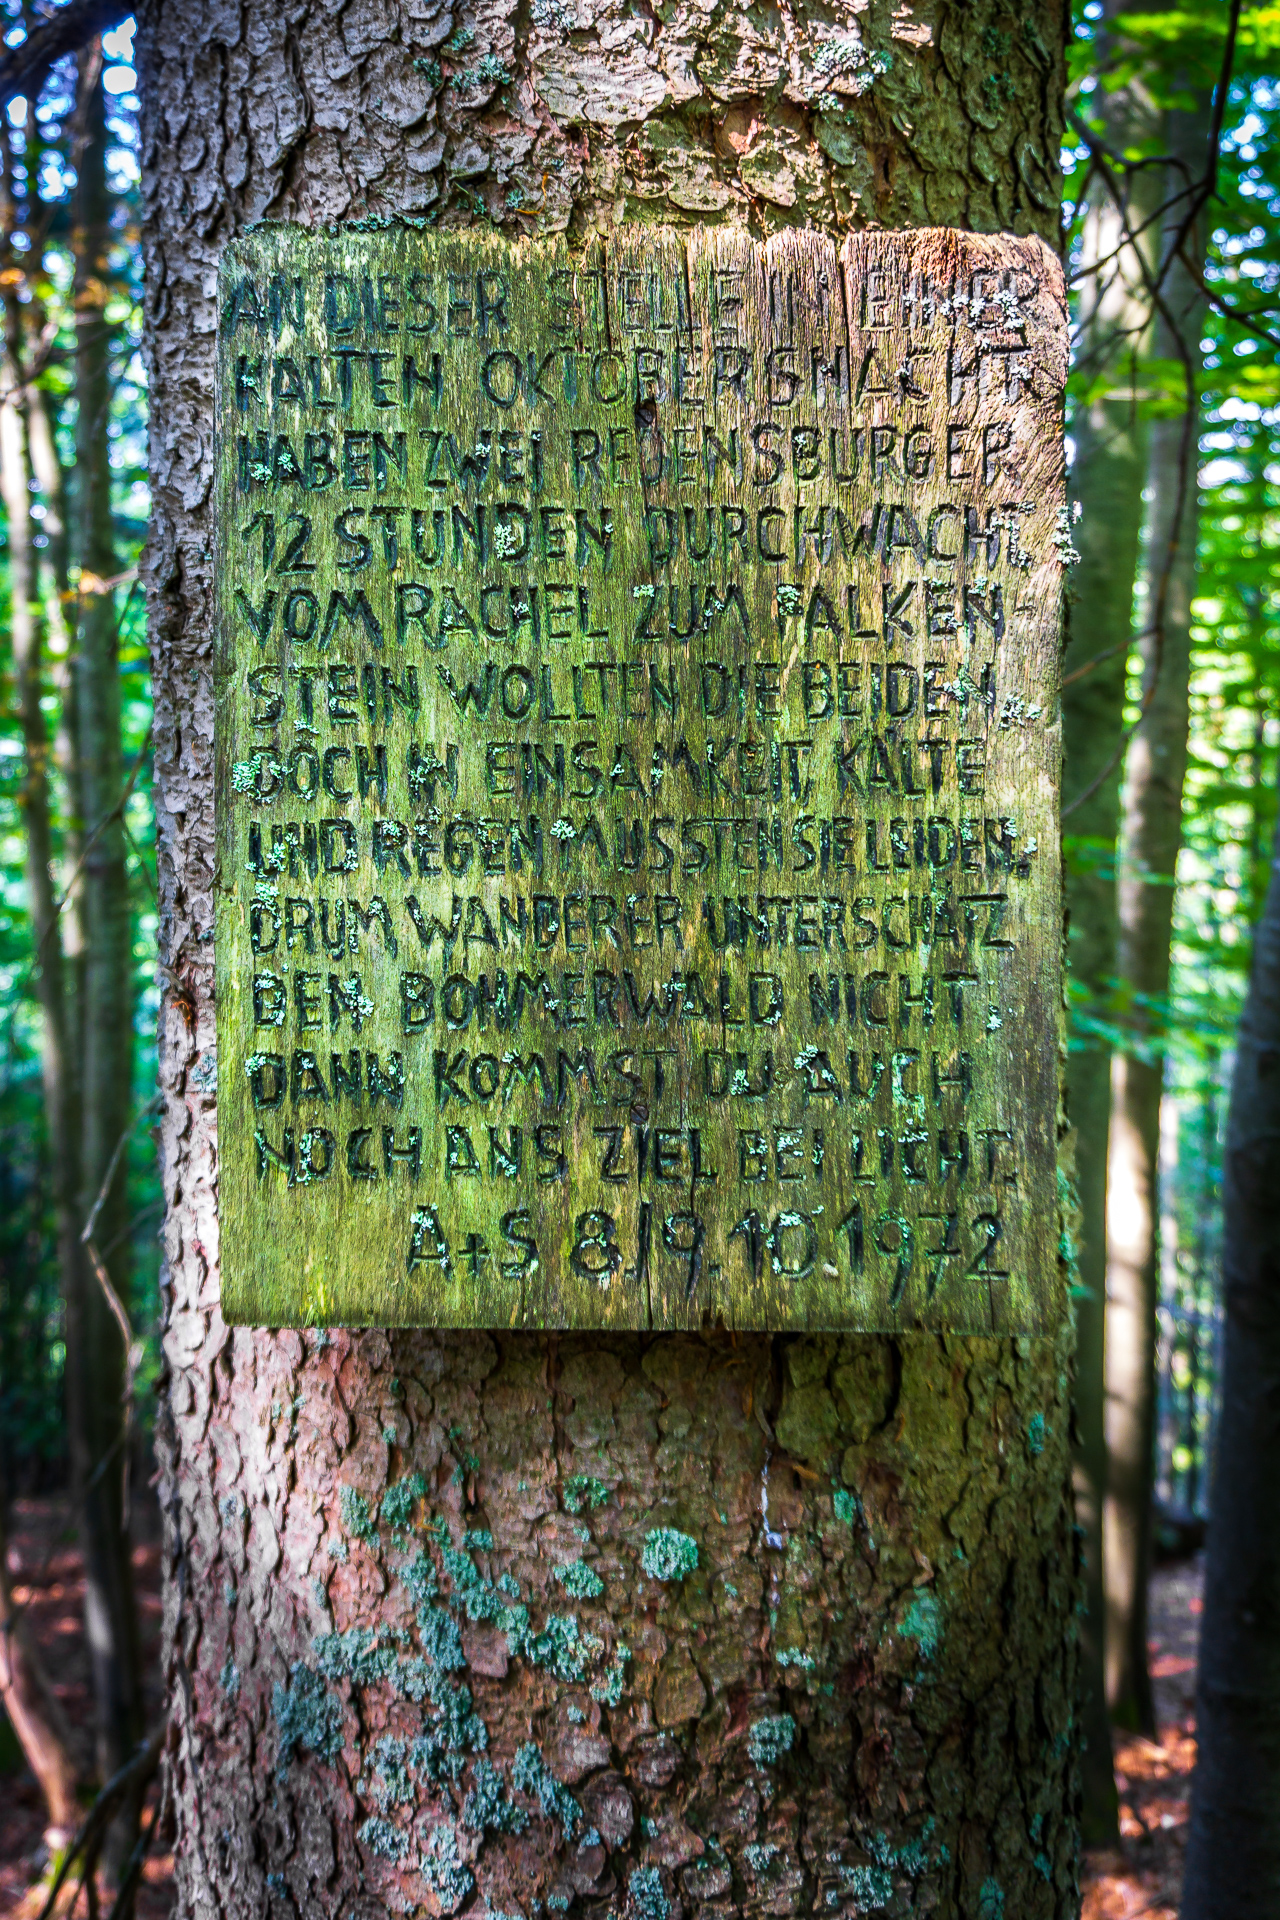 AN DIESER STELLE IN EINER
KALTEN OKTOBERSNACHT
HABEN ZWEI REGENSBURGER
12 STUNDEN DURCHWACHT.
VOM RACHEL ZUM FALKEN-
STEIN WOLLTEN DIE BEIDEN,
DOCH IN EINSAMKEIT KÄLTE
UND REGEN MUSSTEN SIE LEIDEN.
DRUM WANDERER UNTERSCHÄTZ
DEN BÖHMERWALD NICHT,
DANN KOMMST DU AUCH
NOCH ANS ZIEL BEI LICHT.
A+S 8./9.10.1972